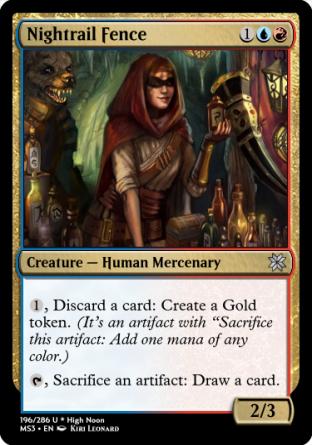 Nightrail Fence 1
Creature — Human Mercenary
1, Discard a card: Create a Gold
token. (It's an artifact with “Sacrifice
this artifact: Add one mana of any
color.)
, Sacrifice an artifact: Draw a card.
2/3
196/286 U * High Noon
MS3 • EN Kiri Leonard